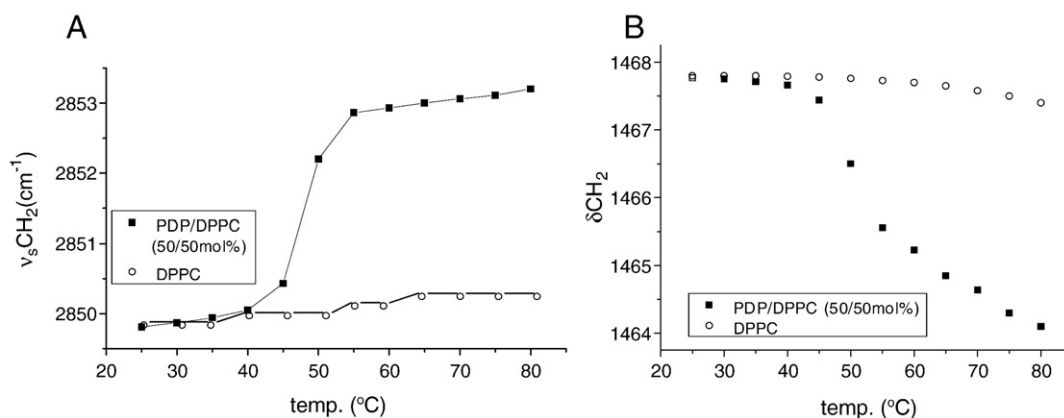 A
B
2853
2852
2851
2850
νsCH2(cm-1)
PDP/DPPC
(50/50mol%)
DPPC
20 30 40 50 60 70 80
temp. (ºC)
1468
1467
1466
1465
1464
δCH2
PDP/DPPC (50/50mol%)
DPPC
20 30 40 50 60 70 80
temp. (ºC)